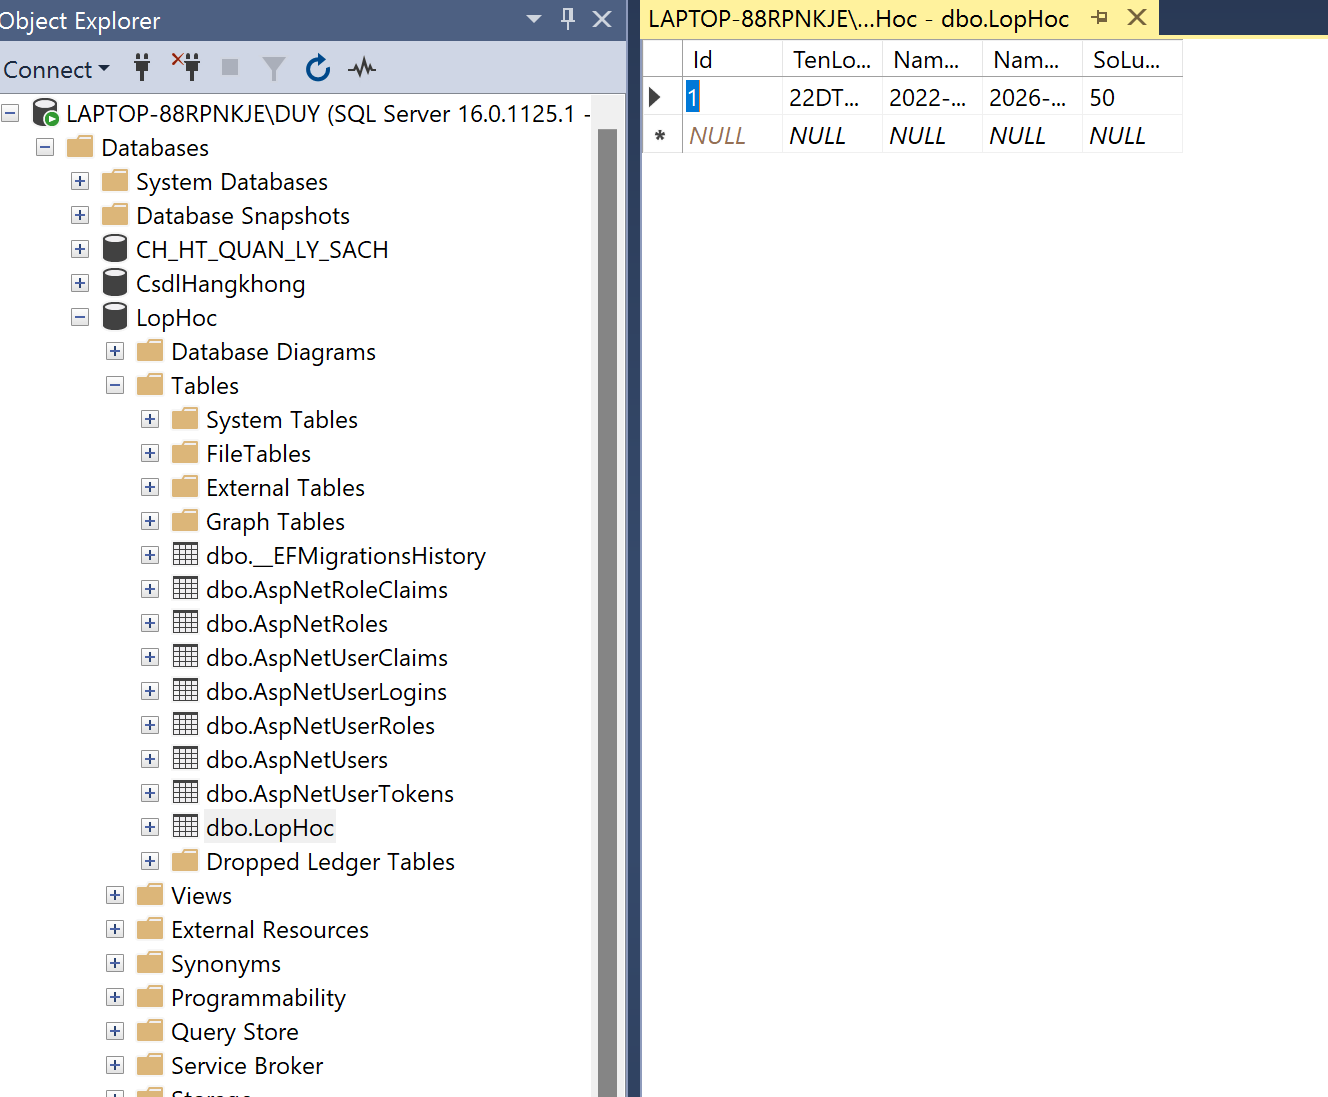 Object Explorer
Connect
LAPTOP-88RPNKJE\DUY (SQL Server 16.0.1125.1 -
Databases
System Databases
Database Snapshots
CH_HT_QUAN_LY_SACH
CsdlHangkhong
LopHoc
Database Diagrams
Tables
System Tables
FileTables
External Tables
Graph Tables
dbo.__EFMigrationsHistory
dbo.AspNetRoleClaims
dbo.AspNetRoles
dbo.AspNetUserClaims
dbo.AspNetUserLogins
dbo.AspNetUserRoles
dbo.AspNetUsers
dbo.AspNetUserTokens
dbo.LopHoc
Dropped Ledger Tables
Views
External Resources
Synonyms
Programmability
Query Store
Service Broker
Storage
LAPTOP-88RPNKJE\...Hoc - dbo.LopHoc
Id TenLo... Nam... Nam... SoLu...
1 22DT... 2022-... 2026-... 50
* NULL NULL NULL NULL NULL